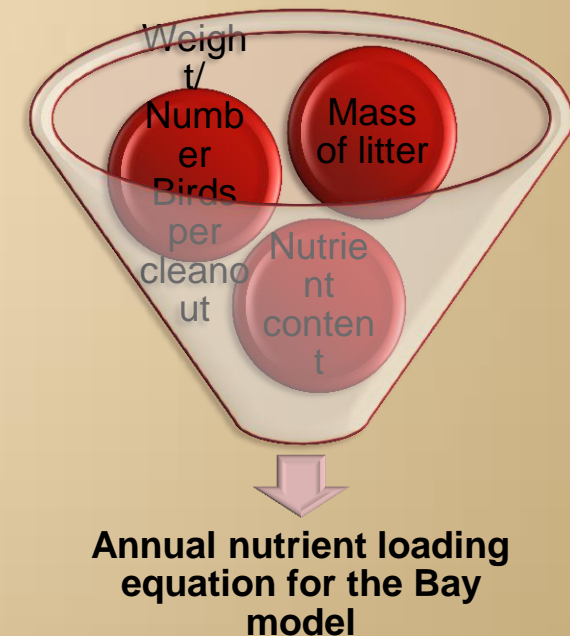 Weigh
t/
Numb
er
Birds
per
cleano
ut
Mass
of litter
Nutrie
nt
conten
t
Annual nutrient loading
equation for the Bay
model